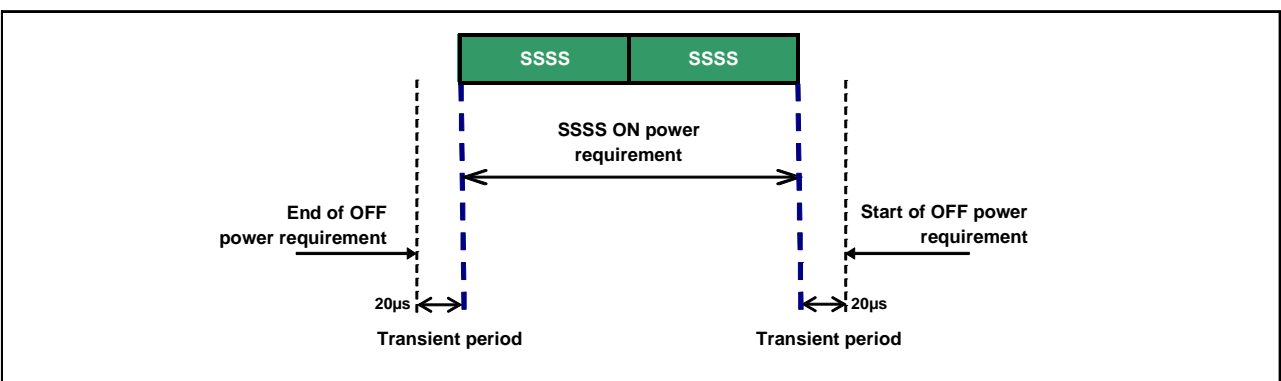 SSSS SSSS
SSSS ON power
requirement
End of OFF
power requirement
Start of OFF power
requirement
20µs
20µs
Transient period
Transient period